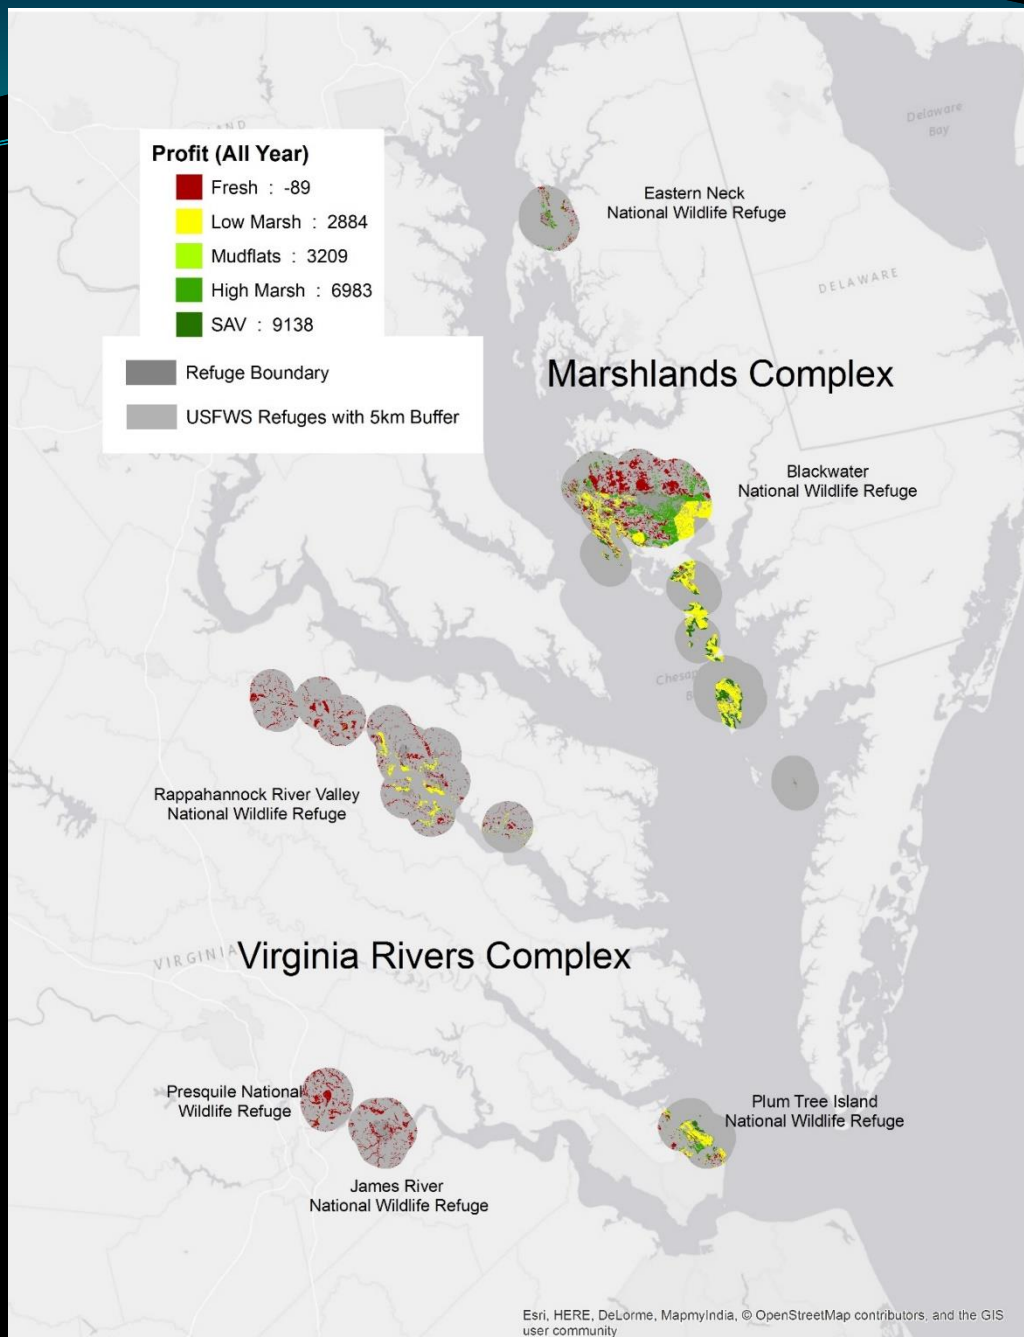 LAND
Delaware
Bay
Profit (All Year)
Fresh : -89
Low Marsh : 2884
Mudflats : 3209
High Marsh : 6983
SAV : 9138
Refuge Boundary
USFWS Refuges with 5km Buffer
Eastern Neck
National Wildlife Refuge
DELAWARE
Marshlands Complex
Blackwater
National Wildlife Refuge
Chesap
B
Rappahannock River Valley
National Wildlife Refuge
VIRGINIA
Virginia Rivers Complex
Presquile National
Wildlife Refuge
James River
National Wildlife Refuge
Plum Tree Island
National Wildlife Refuge
Esri, HERE, DeLorme, MapmyIndia, © OpenStreetMap contributors, and the GIS
user community